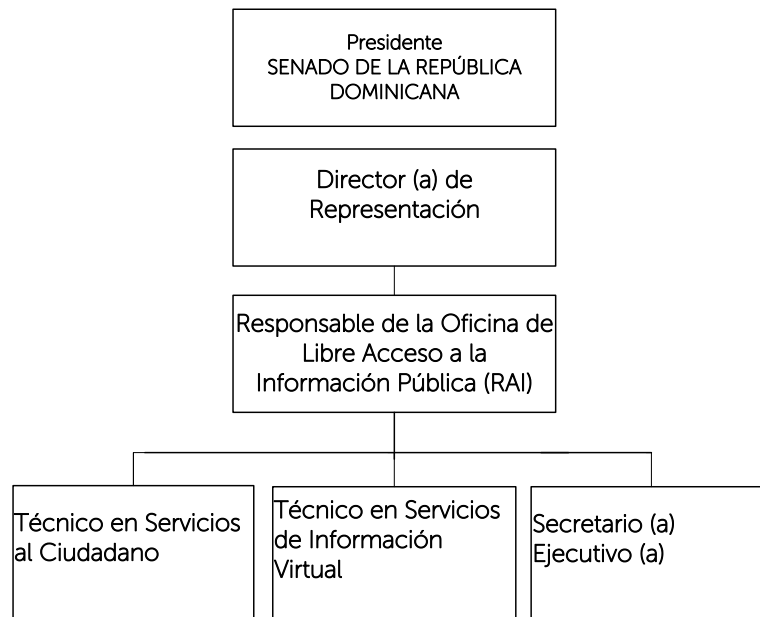 Presidente
SENADO DE LA REPÚBLICA
DOMINICANA
Director (a) de
Representación
Responsable de la Oficina de
Libre Acceso a la
Información Pública (RAI)
Técnico en Servicios
al Ciudadano
Técnico en Servicios
de Información
Virtual
Secretario (a)
Ejecutivo (a)